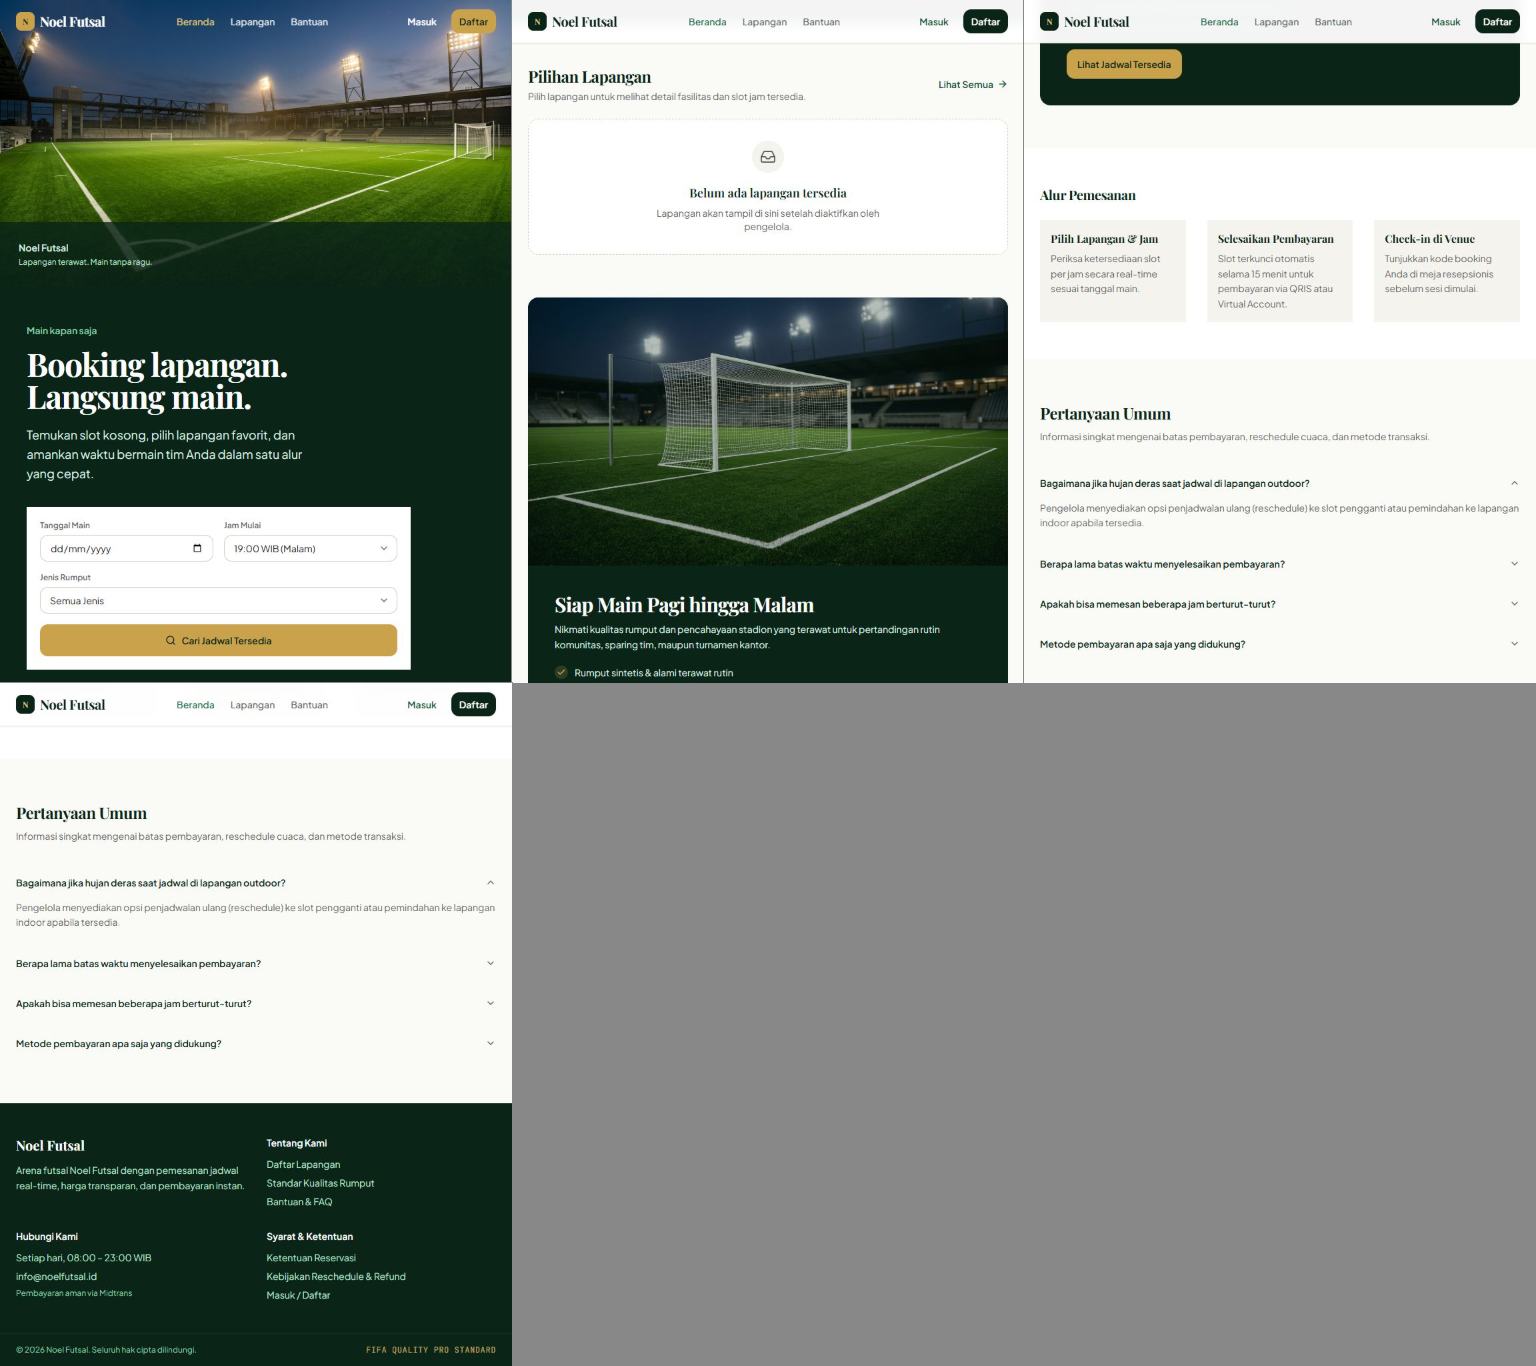 N Noel Futsal Beranda Lapangan Bantuan Masuk Daftar
Noel Futsal
Lapangan terawat. Main tanpa ragu.
Main kapan saja
Booking lapangan.
Langsung main.
Temukan slot kosong, pilih lapangan favorit, dan
amankan waktu bermain tim Anda dalam satu alur
yang cepat.
Tanggal Main Jam Mulai
dd/mm/yyyy 19:00 WIB (Malam)
Jenis Rumput
Semua Jenis
Cari Jadwal Tersedia
N Noel Futsal Beranda Lapangan Bantuan Masuk Daftar
Pilihan Lapangan
Pilih lapangan untuk melihat detail fasilitas dan slot jam tersedia.
Lihat Semua →
Belum ada lapangan tersedia
Lapangan akan tampil di sini setelah diaktifkan oleh
pengelola.
Siap Main Pagi hingga Malam
Nikmati kualitas rumput dan pencahayaan stadion yang terawat untuk pertandingan rutin
komunitas, sparing tim, maupun turnamen kantor.
Rumput sintetis & alami terawat rutin
N Noel Futsal Beranda Lapangan Bantuan Masuk Daftar
Lihat Jadwal Tersedia
Alur Pemesanan
Pilih Lapangan & Jam
Periksa ketersediaan slot
per jam secara real-time
sesuai tanggal main.
Selesaikan Pembayaran
Slot terkunci otomatis
selama 15 menit untuk
pembayaran via QRIS atau
Virtual Account.
Check-in di Venue
Tunjukkan kode booking
Anda di meja resepsionis
sebelum sesi dimulai.
Pertanyaan Umum
Informasi singkat mengenai batas pembayaran, reschedule cuaca, dan metode transaksi.
Bagaimana jika hujan deras saat jadwal di lapangan outdoor?
Pengelola menyediakan opsi penjadwalan ulang (reschedule) ke slot pengganti atau pemindahan ke lapangan
indoor apabila tersedia.
Berapa lama batas waktu menyelesaikan pembayaran?
Apakah bisa memesan beberapa jam berturut-turut?
Metode pembayaran apa saja yang didukung?
N Noel Futsal Beranda Lapangan Bantuan Masuk Daftar
Pertanyaan Umum
Informasi singkat mengenai batas pembayaran, reschedule cuaca, dan metode transaksi.
Bagaimana jika hujan deras saat jadwal di lapangan outdoor?
Pengelola menyediakan opsi penjadwalan ulang (reschedule) ke slot pengganti atau pemindahan ke lapangan
indoor apabila tersedia.
Berapa lama batas waktu menyelesaikan pembayaran?
Apakah bisa memesan beberapa jam berturut-turut?
Metode pembayaran apa saja yang didukung?
Noel Futsal
Arena futsal Noel Futsal dengan pemesanan jadwal
real-time, harga transparan, dan pembayaran instan.
Tentang Kami
Daftar Lapangan
Standar Kualitas Rumput
Bantuan & FAQ
Hubungi Kami
Setiap hari, 08:00 – 23:00 WIB
info@noelfutsal.id
Pembayaran aman via Midtrans
Syarat & Ketentuan
Ketentuan Reservasi
Kebijakan Reschedule & Refund
Masuk / Daftar
© 2026 Noel Futsal. Seluruh hak cipta dilindungi.
FIFA QUALITY PRO STANDARD